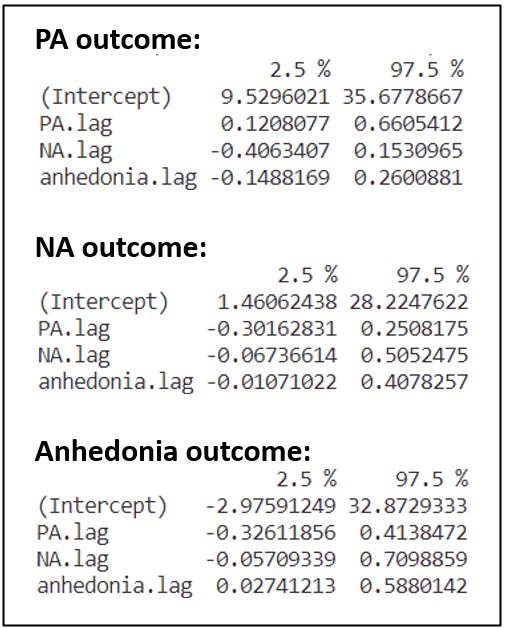 PA outcome:
2.5 % 97.5 %
(Intercept) 9.5296021 35.6778667
PA.lag 0.1208077 0.6605412
NA.lag -0.4063407 0.1530965
anhedonia.lag -0.1488169 0.2600881
NA outcome:
2.5 % 97.5 %
(Intercept) 1.46062438 28.2247622
PA.lag -0.30162831 0.2508175
NA.lag -0.06736614 0.5052475
anhedonia.lag -0.01071022 0.4078257
Anhedonia outcome:
2.5 % 97.5 %
(Intercept) -2.97591249 32.8729333
PA.lag -0.32611856 0.4138472
NA.lag -0.05709339 0.7098859
anhedonia.lag 0.02741213 0.5880142